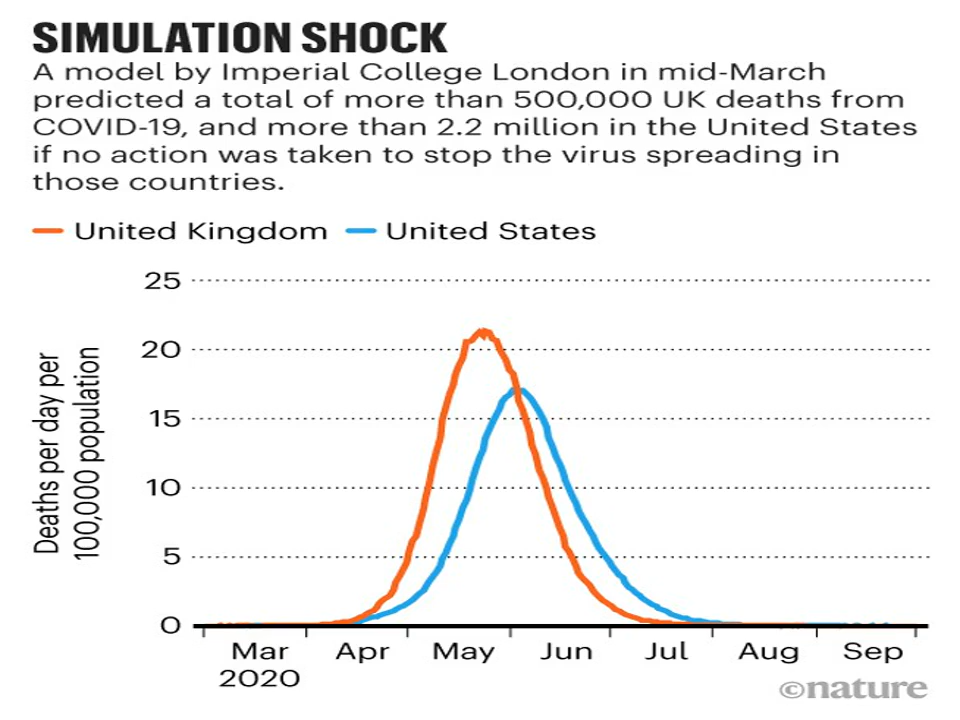 SIMULATION SHOCK
A model by Imperial College London in mid-March
predicted a total of more than 500,000 UK deaths from
COVID-19, and more than 2.2 million in the United States
if no action was taken to stop the virus spreading in
those countries.
United Kingdom United States
25
20
15
10
5
0
Deaths per day per
100,000 population
Mar Apr May Jun Jul Aug Sep
2020
©nature